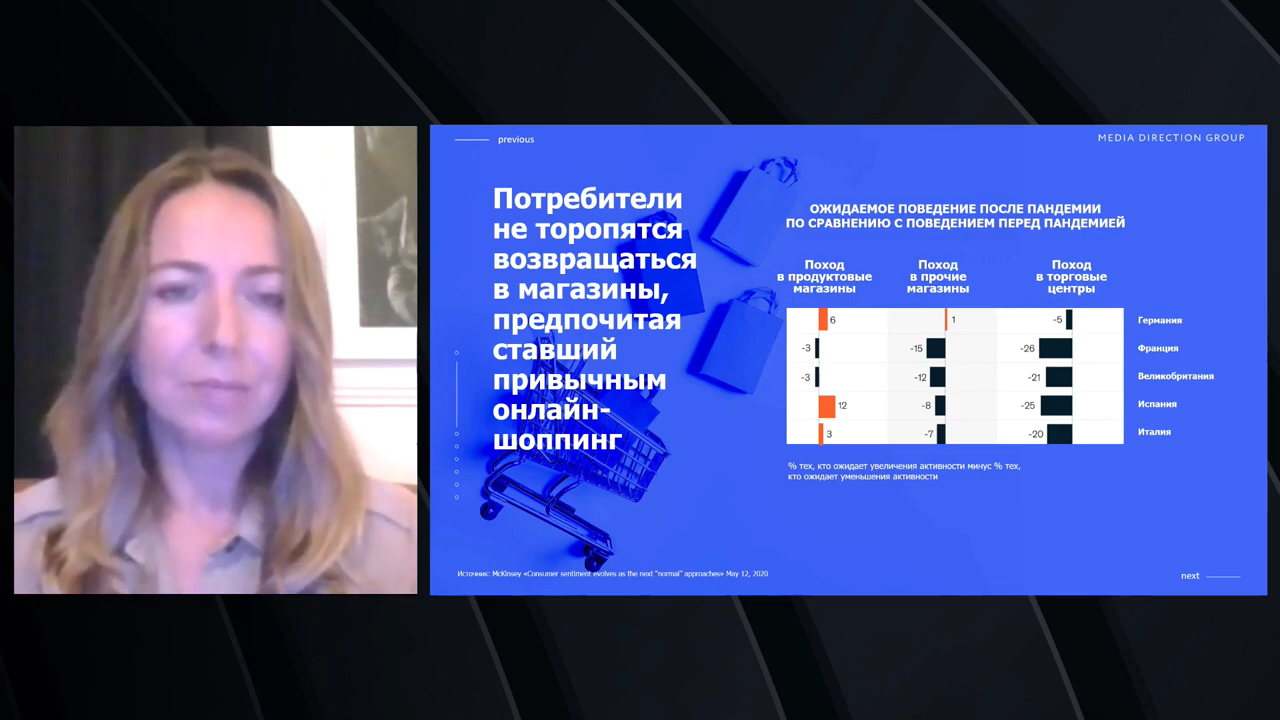 previous
MEDIA DIRECTION GROUP
Потребители
не торопятся
возвращаться
в магазины,
предпочитая
ставший
привычным
онлайн-
шоппинг
ОЖИДАЕМОЕ ПОВЕДЕНИЕ ПОСЛЕ ПАНДЕМИИ
ПО СРАВНЕНИЮ С ПОВЕДЕНИЕМ ПЕРЕД ПАНДЕМИЕЙ
Поход
в продуктовые
магазины
Поход
в прочие
магазины
Поход
в торговые
центры
6 1 -5 Германия
-3 -15 -26 Франция
-3 -12 -21 Великобритания
12 -8 -25 Испания
3 -7 -20 Италия
% тех, кто ожидает увеличения активности минус % тех,
кто ожидает уменьшения активности
Источник: McKinsey «Consumer sentiment evolves as the next "normal" approaches» May 12, 2020
next